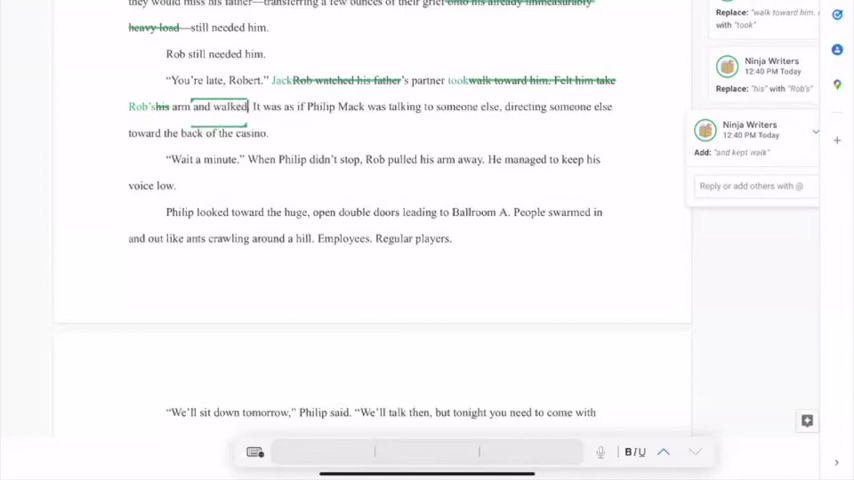 they would miss his father—transferring a few ounces of their grief onto his already immeasurably
heavy load—still needed him.
Rob still needed him.
“You’re late, Robert.” JackRob watched his father’s partner tookwalk toward him. Felt him take
Rob’shis arm and walked. It was as if Philip Mack was talking to someone else, directing someone else
toward the back of the casino.
“Wait a minute.” When Philip didn’t stop, Rob pulled his arm away. He managed to keep his
voice low.
Philip looked toward the huge, open double doors leading to Ballroom A. People swarmed in
and out like ants crawling around a hill. Employees. Regular players.
“We’ll sit down tomorrow,” Philip said. “We’ll talk then, but tonight you need to come with
Replace: "walk toward him.
with "took"
Ninja Writers
12:40 PM Today
Replace: "his" with "Rob's"
Ninja Writers
12:40 PM Today
Add: "and kept walk"
Reply or add others with @
B I U